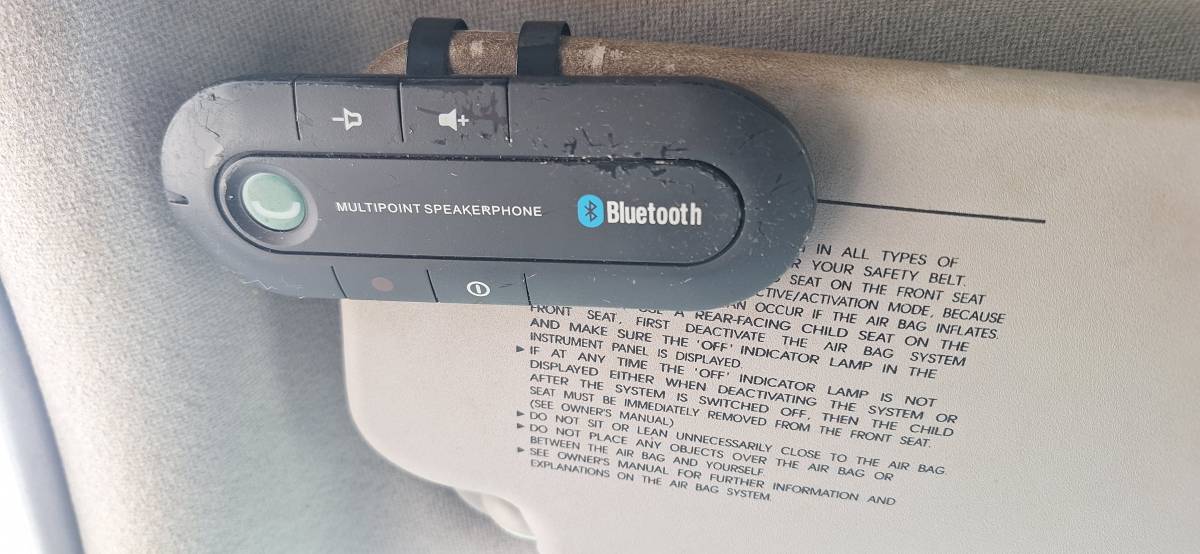 MULTIPOINT SPEAKERPHONE
Bluetooth
IN ALL TYPES OF
YOUR SAFETY BELT.
SEAT ON THE FRONT SEAT
MODE, BECAUSE
OCCUR IF THE AIR BAG INFLATES.
A REAR-FACING CHILD SEAT ON THE
FRONT SEAT, FIRST DEACTIVATE THE AIR BAG SYSTEM
AND MAKE SURE THE 'OFF' INDICATOR LAMP IN THE
INSTRUMENT PANEL IS DISPLAYED.
► IF AT ANY TIME THE 'OFF' INDICATOR LAMP IS NOT
DISPLAYED EITHER WHEN DEACTIVATING THE SYSTEM OR
AFTER THE SYSTEM IS SWITCHED OFF, THEN THE CHILD
SEAT MUST BE IMMEDIATELY REMOVED FROM THE FRONT SEAT.
(SEE OWNER'S MANUAL)
► DO NOT SIT OR LEAN UNNECESSARILY CLOSE TO THE AIR BAG.
► DO NOT PLACE ANY OBJECTS OVER THE AIR BAG OR
BETWEEN THE AIR BAG AND YOURSELF.
► SEE OWNER'S MANUAL FOR FURTHER INFORMATION AND
EXPLANATIONS ON THE AIR BAG SYSTEM.